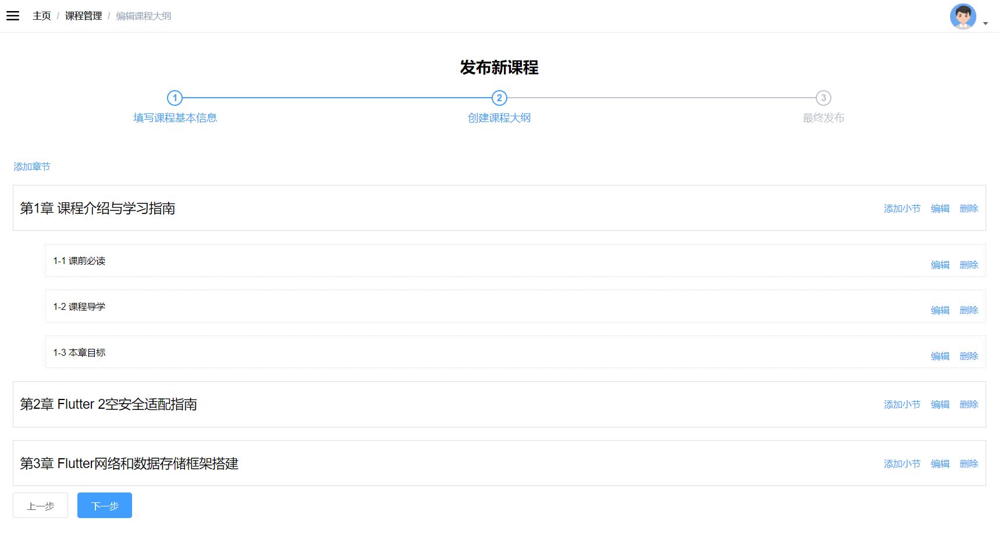 主页 / 课程管理 / 编辑课程大纲
发布新课程
1 2 3
填写课程基本信息 创建课程大纲 最终发布
添加章节
第1章 课程介绍与学习指南 添加小节 编辑 删除
1-1 课前必读 编辑 删除
1-2 课程导学 编辑 删除
1-3 本章目标 编辑 删除
第2章 Flutter 2空安全适配指南 添加小节 编辑 删除
第3章 Flutter网络和数据存储框架搭建 添加小节 编辑 删除
上一步 下一步